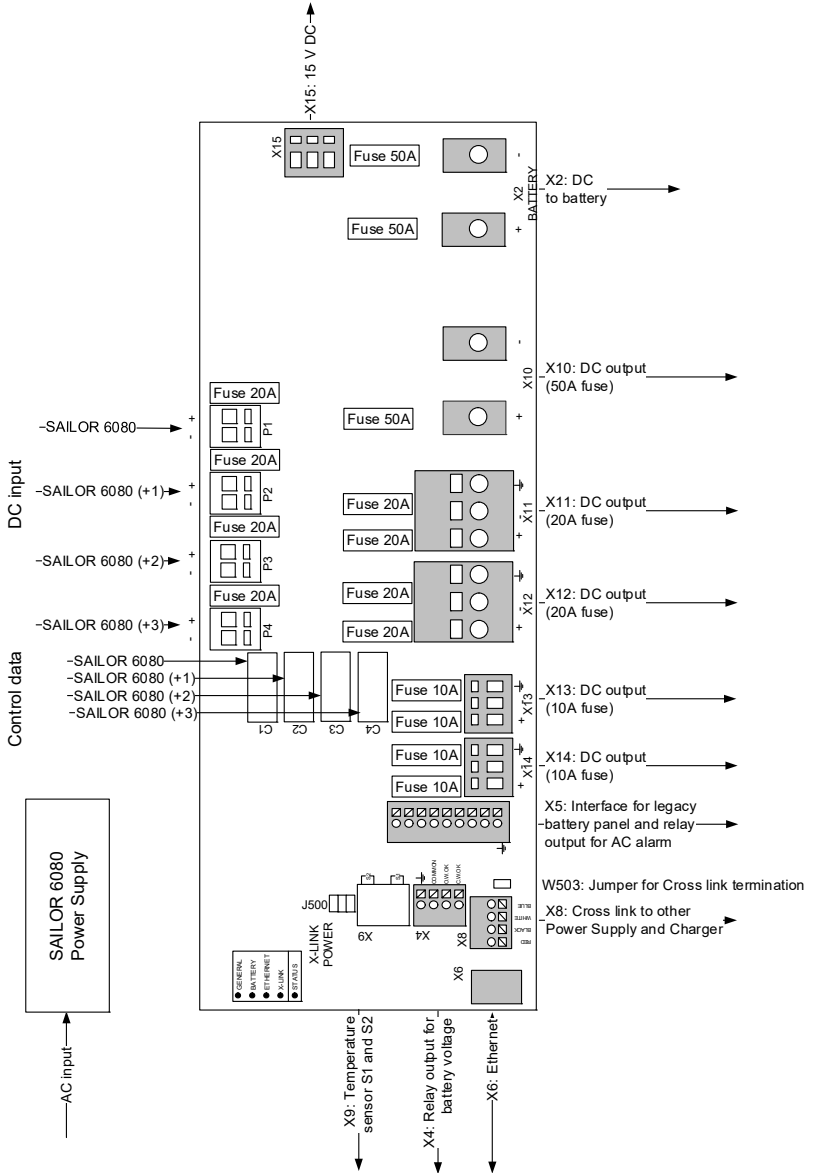 X15: 15 V DC
X15
Fuse 50A
-
X2
BATTERY
X2: DC
to battery
Fuse 50A
+
-
X10
X10: DC output
(50A fuse)
Fuse 50A
+
DC input
Fuse 20A
SAILOR 6080
+
-
P1
Fuse 20A
SAILOR 6080 (+1)
+
-
P2
Fuse 20A
SAILOR 6080 (+2)
+
-
P3
Fuse 20A
SAILOR 6080 (+3)
+
-
P4
Fuse 20A
Fuse 20A
-
+
X11
X11: DC output
(20A fuse)
Fuse 20A
Fuse 20A
-
+
X12
X12: DC output
(20A fuse)
Control data
SAILOR 6080
SAILOR 6080 (+1)
SAILOR 6080 (+2)
SAILOR 6080 (+3)
C1
C2
C3
C4
Fuse 10A
Fuse 10A
-
+
X13
X13: DC output
(10A fuse)
Fuse 10A
Fuse 10A
-
+
X14
X14: DC output
(10A fuse)
X5: Interface for legacy
battery panel and relay
output for AC alarm
SAILOR 6080
Power Supply
AC input
W503: Jumper for Cross link termination
J500
X-LINK
POWER
X9
COMMON
X4
BLUE
WHITE
BLACK
RED
X8
X8: Cross link to other
Power Supply and Charger
X6
GENERAL
BATTERY
ETHERNET
X-LINK
STATUS
X9: Temperature
sensor S1 and S2
X4: Relay output for
battery voltage
X6: Ethernet